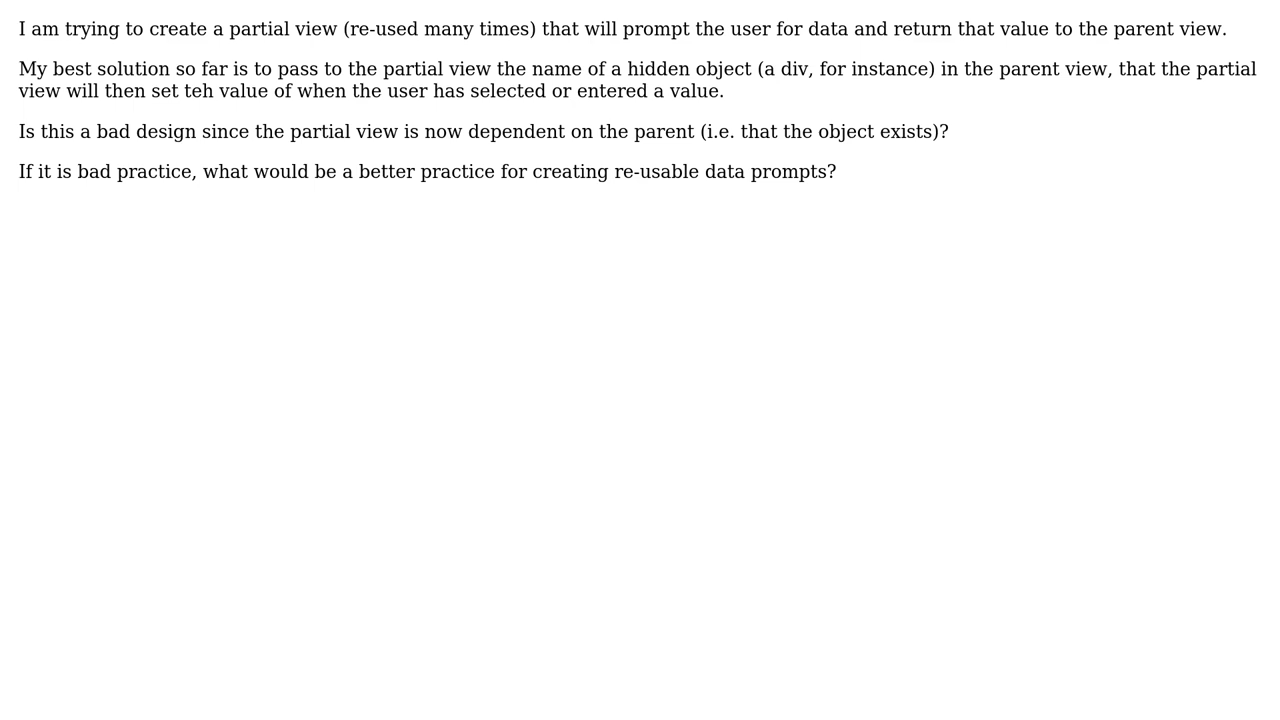 I am trying to create a partial view (re-used many times) that will prompt the user for data and return that value to the parent view.
My best solution so far is to pass to the partial view the name of a hidden object (a div, for instance) in the parent view, that the partial
view will then set teh value of when the user has selected or entered a value.
Is this a bad design since the partial view is now dependent on the parent (i.e. that the object exists)?
If it is bad practice, what would be a better practice for creating re-usable data prompts?